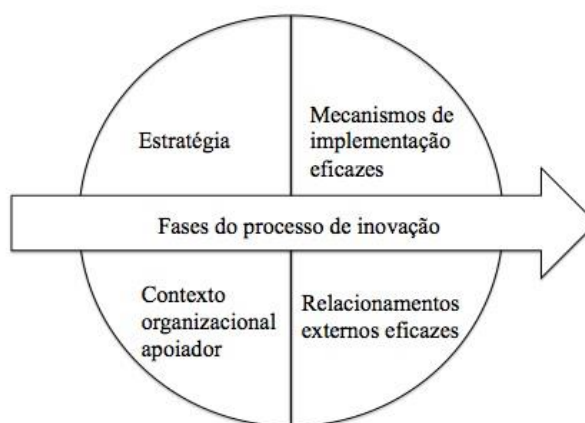 Estratégia
Mecanismos de
implementação
eficazes
Fases do processo de inovação
Contexto
organizacional
apoiador
Relacionamentos
externos eficazes